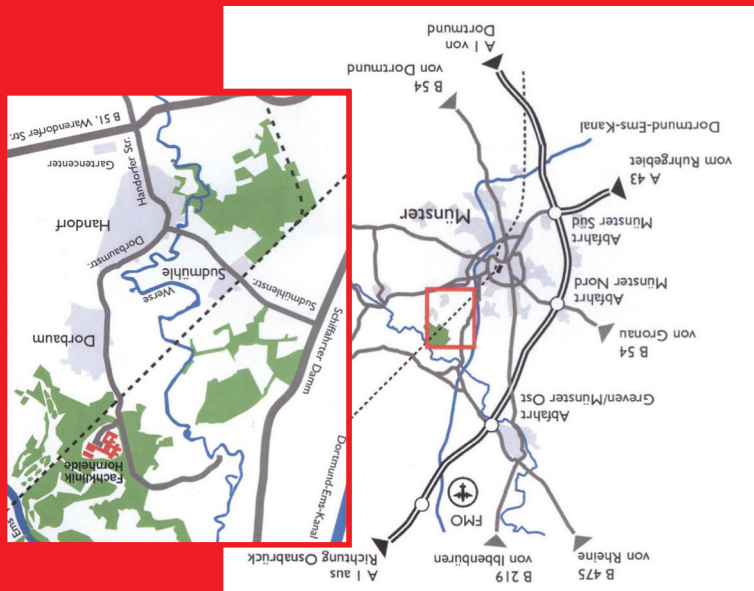 B 475
von Rheine
B 219
von Ibbenbüren
A 1 aus
Richtung Osnabrück
FMO
Abfahrt
Greven/Münster Ost
B 54
von Gronau
Abfahrt
Münster Nord
Abfahrt
Münster Süd
A 43
vom Ruhrgebiet
Münster
Dortmund-Ems-Kanal
B 54
von Dortmund
A 1 von
Dortmund
Ems
Dortmund-Ems-Kanal
Fachklinik
Hornheide
Schiffahrter Damm
Dorbaum
Werse
Sudmühlenstr.
Sudmühle
Dorbaumstr.
Handorf
Handorfer Str.
Gartencenter
B 51, Warendorfer Str.